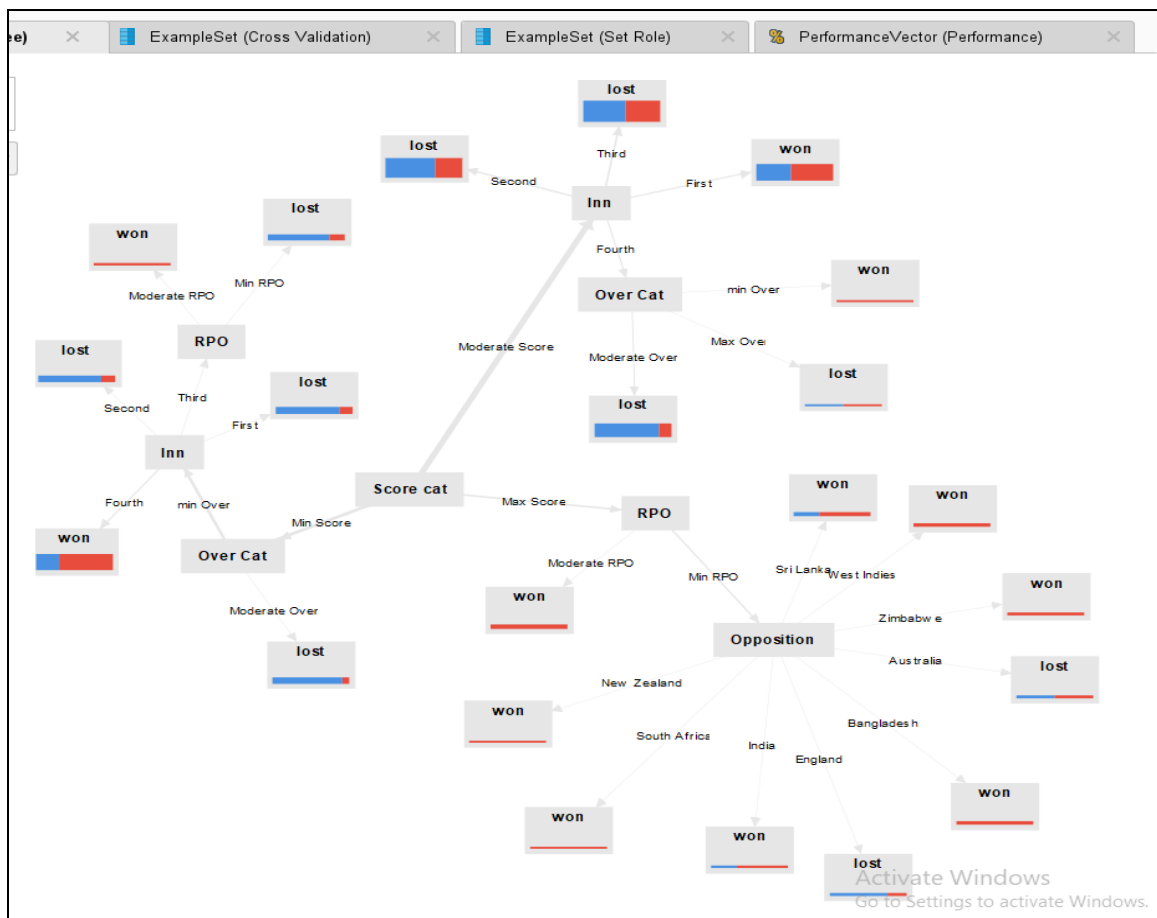 ee)
ExampleSet (Cross Validation)
ExampleSet (Set Role)
PerformanceVector (Performance)
lost
lost
Third
won
Second
First
Inn
lost
won
Fourth
won
Min RPO
Moderate RPO
Over Cat
min Over
RPO
Max Over
Moderate Score
Moderate Over
lost
lost
lost
Third
Second
lost
First
Inn
Score cat
won
won
Fourth
min Over
Max Score
RPO
Min Score
won
Over Cat
Moderate RPO
Min RPO
Sri Lanka
West Indies
won
won
Moderate Over
Zimbabwe
Opposition
lost
Australia
lost
New Zealand
won
Bangladesh
South Africa
India
England
won
won
won
lost
Activate Windows
Go to Settings to activate Windows.